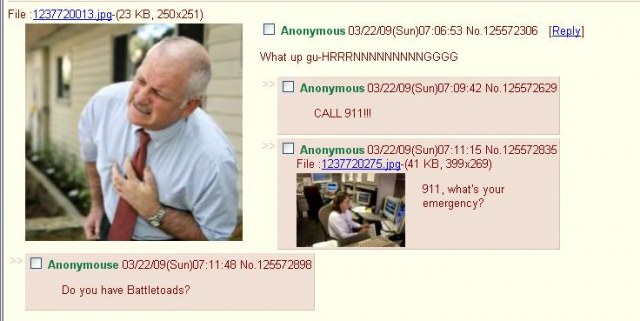 File :1237720013.jpg-(23 KB, 250x251)
Anonymous 03/22/09(Sun)07:06:53 No.125572306 [Reply]
What up gu-HRRRNNNNNNNNNGGGG
>> Anonymous 03/22/09(Sun)07:09:42 No.125572629
CALL 911!!!
>> Anonymous 03/22/09(Sun)07:11:15 No.125572835
File :1237720275.jpg-(41 KB, 399x269)
911, what's your
emergency?
>> Anonymouse 03/22/09(Sun)07:11:48 No.125572898
Do you have Battletoads?